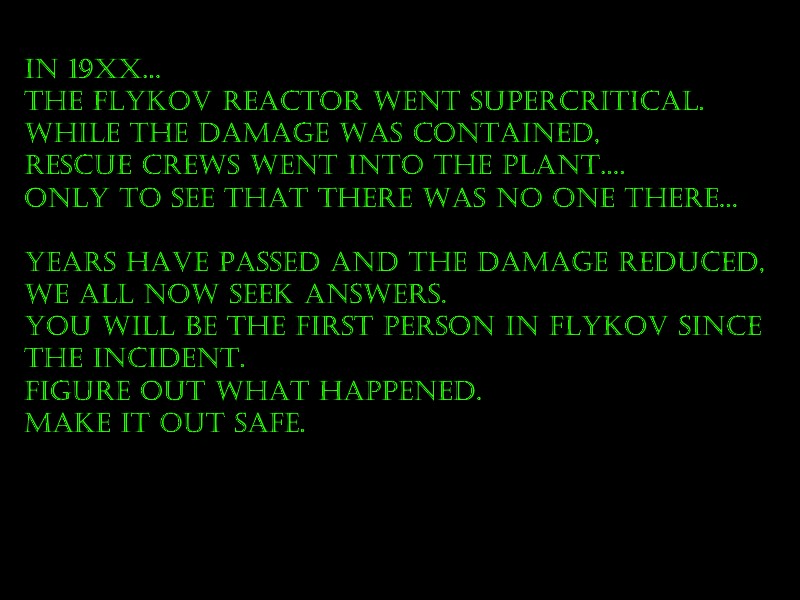 IN 19XX...
THE FLYKOV REACTOR WENT SUPERCRITICAL.
WHILE THE DAMAGE WAS CONTAINED,
RESCUE CREWS WENT INTO THE PLANT....
ONLY TO SEE THAT THERE WAS NO ONE THERE...
YEARS HAVE PASSED AND THE DAMAGE REDUCED,
WE ALL NOW SEEK ANSWERS.
YOU WILL BE THE FIRST PERSON IN FLYKOV SINCE
THE INCIDENT.
FIGURE OUT WHAT HAPPENED.
MAKE IT OUT SAFE.